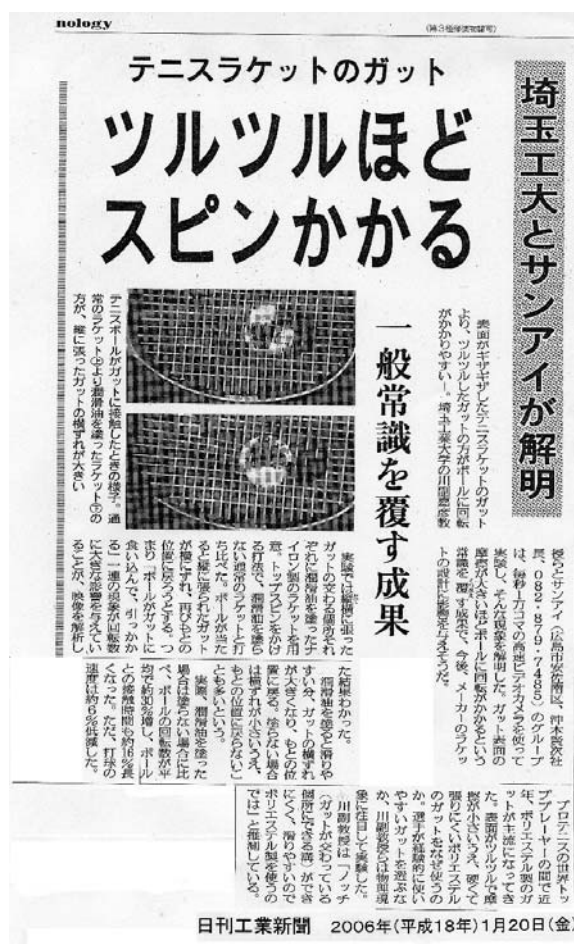 nology
(第3種郵便物認可)
埼玉工大とサンアイが解明
テニスラケットのガット
ツルツルほど
スピンかかる
一般常識を覆す成果
表面がギザギザしたテニスラケットのガット
より、ツルツルしたガットの方がボールに回転
がかかりやすい―。埼玉工業大学の川副嘉彦教
授らとサンアイ(広島市安佐南区、沖本賢次社
長、082・879・7485)のグループ
は、毎秒1万コマの高速ビデオカメラを使って
実験し、そんな現象を解明した。ガット表面の
摩擦が大きいほどボールに回転がかかるという
常識を覆す成果で、今後、メーカーのラケッ
トの設計に影響を与えそうだ。
テニスボールがガットに接触したときの様子。通
常のラケット㊤より潤滑油を塗ったラケット㊦の
方が、縦に張ったガットの横ずれが大きい
実験では縦横に張った
ガットの交わる個所それ
ぞれに潤滑油を塗ったナ
イロン製のラケットを用
意。トップスピンをかけ
る打法で、潤滑油を塗ら
ない通常のラケットと打
ち比べた。ボールが当た
ると縦に張られたガット
が横にずれ、再びもとの
位置に戻ろうとする。つ
まり「ボールがガットに
食い込んで、引っかか
る」一連の現象が回転数
に大きな影響を与えてい
ることが、映像を解析し
た結果わかった。
潤滑油を塗ると滑りや
すい分、ガットの横ずれ
が大きくなり、もとの位
置に戻る。塗らない場合
は横ずれが小さいうえ、
もとの位置に戻らないこ
とも多いという。
実際、潤滑油を塗った
場合は塗らない場合に比
べ、ボールの回転数が平
均で約30%増し、ボール
との接触時間も約16%長
くなった。ただ、打球の
速度は約6%低減した。
プロテニスの世界トッ
ププレーヤーの間で近
年、ポリエステル製のガ
ットが主流になってき
た。表面がツルツルで摩
擦が小さいうえ、硬くて
張りにくいポリエステル
のガットをなぜ使うの
か。選手が経験的に使い
やすいガットを選ぶな
か、川副教授らは物理現
象に注目して実験した。
川副教授は「ノッチ
(ガットが交わっている
個所にできる溝)ができ
にくく、滑りやすいので
ポリエステル製を使うの
では」と推測している。
日刊工業新聞 2006年(平成18年)1月20日(金)